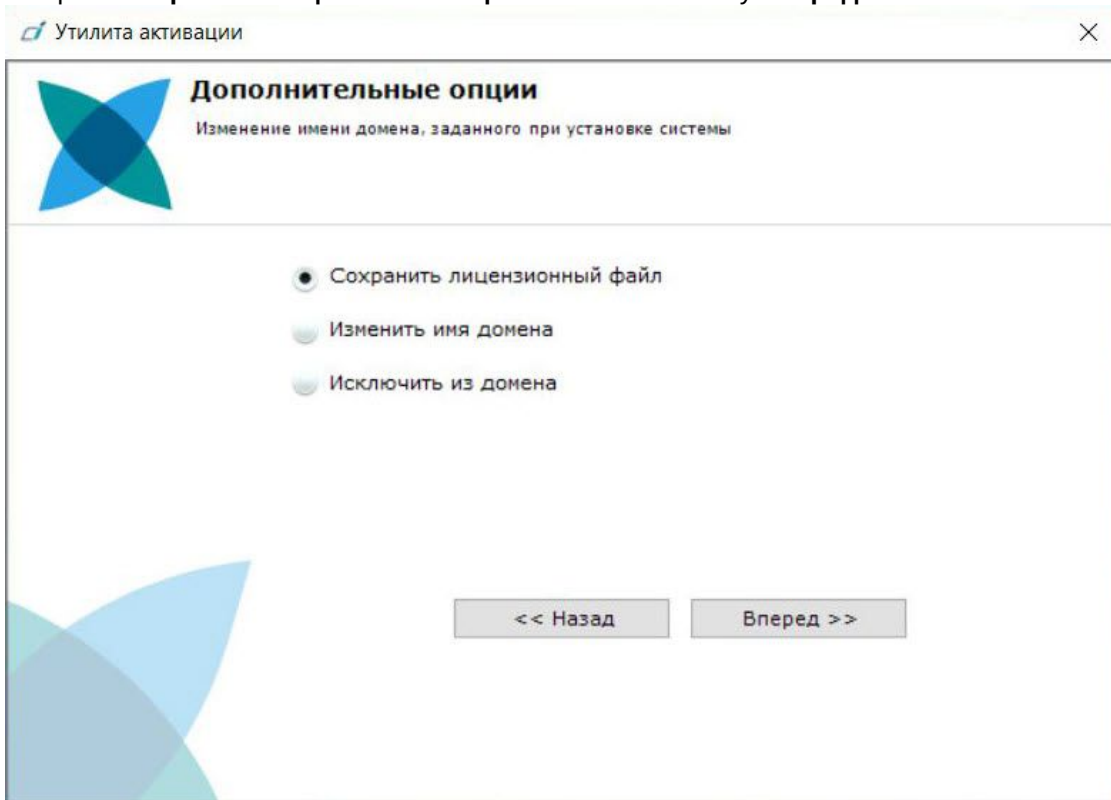 Утилита активации
Дополнительные опции
Изменение имени домена, заданного при установке системы
Сохранить лицензионный файл
Изменить имя домена
Исключить из домена
<< Назад
Вперед >>